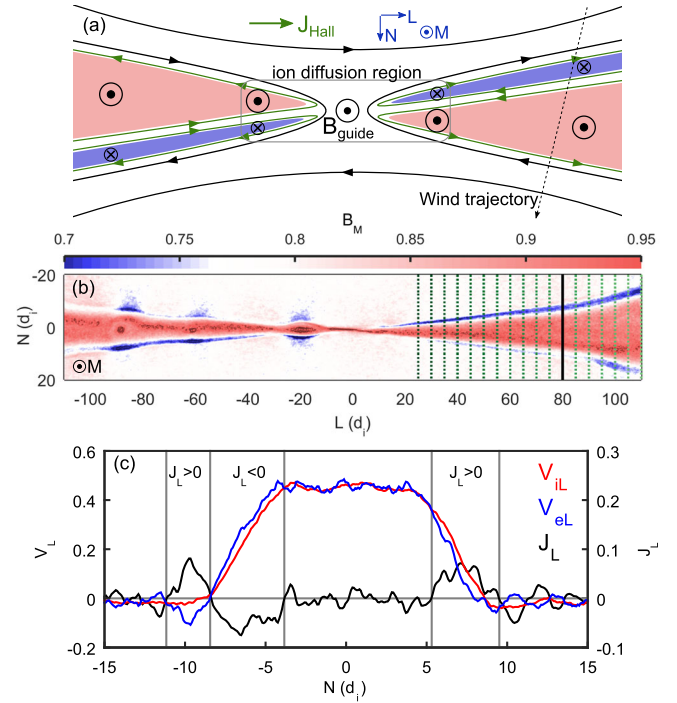 (a)
J_Hall
L
N
⊙M
ion diffusion region
B_guide
Wind trajectory
B_M
0.7 0.75 0.8 0.85 0.9 0.95
(b)
-20
0
20
N (d_i)
⊙M
-100 -80 -60 -40 -20 0 20 40 60 80 100
L (d_i)
(c)
0.6 0.3
0.4 0.2
0.2 0.1
0 0
-0.2 -0.1
V_L
J_L
J_L>0
J_L<0
J_L>0
V_iL
V_eL
J_L
-15 -10 -5 0 5 10 15
N (d_i)